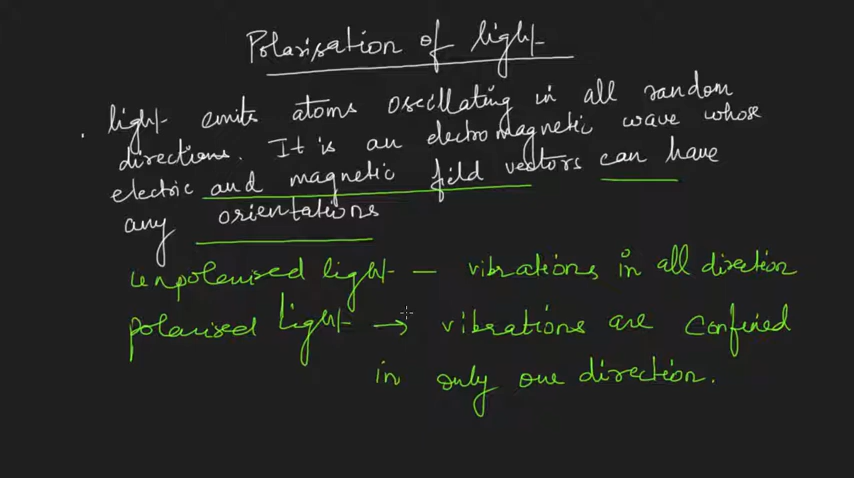 Polarisation of light
. light emits atoms oscillating in all random
directions. It is an electromagnetic wave whose
electric and magnetic field vectors can have
any orientations
unpolarised light — vibrations in all direction
polarised light → vibrations are confined
in only one direction.